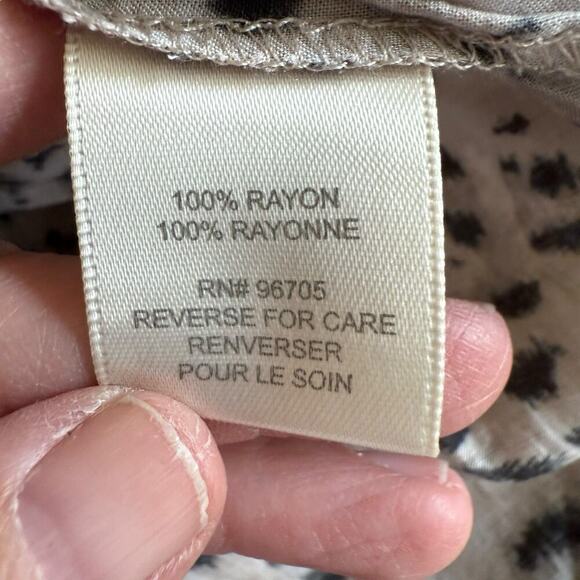 100% RAYON
100% RAYONNE
RN# 96705
REVERSE FOR CARE
RENVERSER
POUR LE SOIN